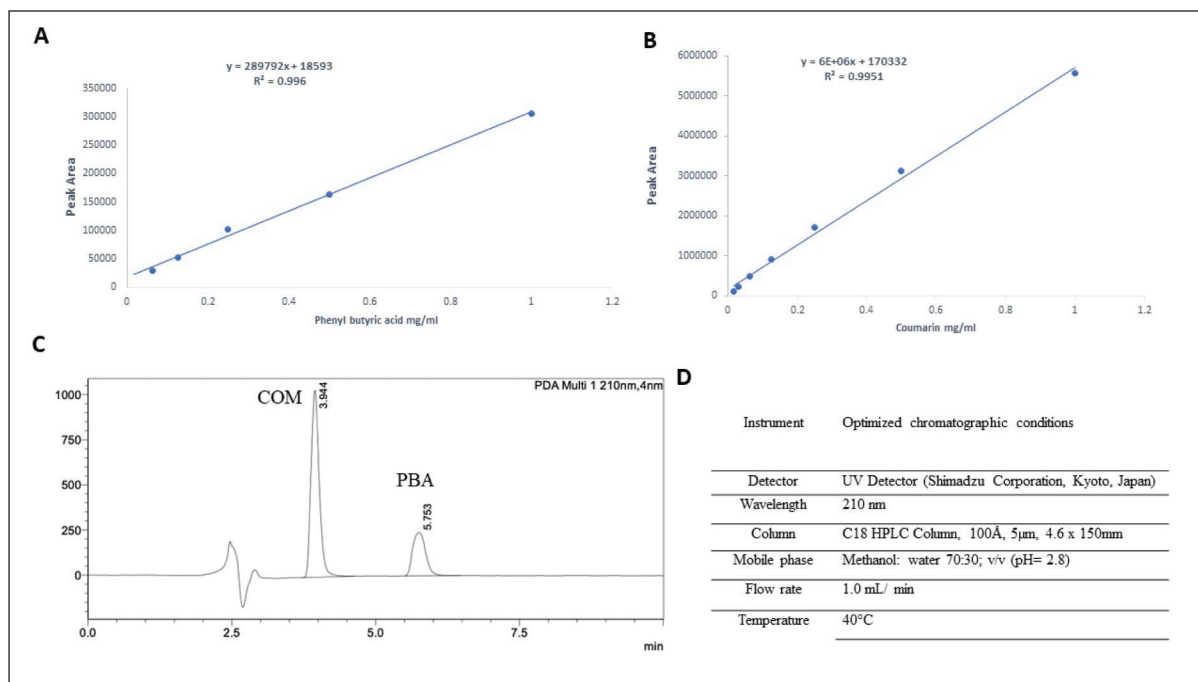 A
y = 289792x + 18593
R² = 0.996
350000
300000
250000
200000
150000
100000
50000
0
Peak Area
0 0.2 0.4 0.6 0.8 1 1.2
Phenyl butyric acid mg/ml
B
y = 6E+06x + 170332
R² = 0.9951
6000000
5000000
4000000
3000000
2000000
1000000
0
Peak Area
0 0.2 0.4 0.6 0.8 1 1.2
Coumarin mg/ml
C
PDA Multi 1 210nm,4nm
1000
750
500
250
0
COM
3.944
PBA
5.753
0.0 2.5 5.0 7.5
min
D
Instrument Optimized chromatographic conditions
Detector UV Detector (Shimadzu Corporation, Kyoto, Japan)
Wavelength 210 nm
Column C18 HPLC Column, 100Å, 5μm, 4.6 x 150mm
Mobile phase Methanol: water 70:30; v/v (pH= 2.8)
Flow rate 1.0 mL/ min
Temperature 40°C